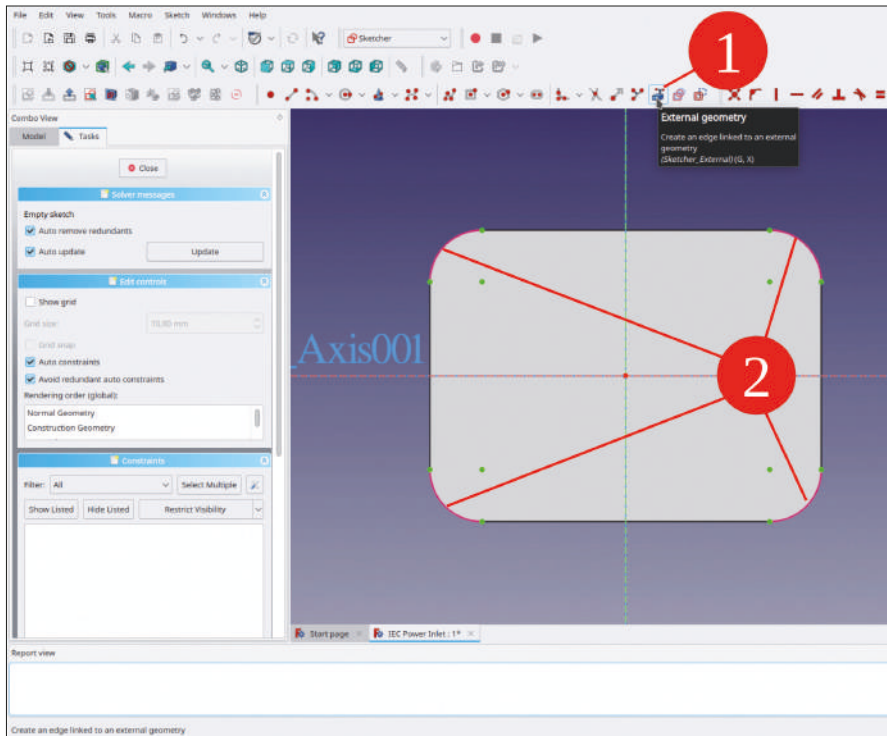 File Edit View Tools Macro Sketch Windows Help
Sketcher
1
External geometry
Create an edge linked to an external
geometry
(Sketcher_External) (G, X)
Combo View
Model Tasks
Close
Solver messages
Empty sketch
Auto remove redundants
Auto update Update
Edit controls
Show grid
Grid size: 10.00 mm
Grid snap
Auto constraints
Avoid redundant auto constraints
Rendering order (global):
Normal Geometry
Construction Geometry
Constraints
Filter: All Select Multiple
Show Listed Hide Listed Restrict Visibility
_Axis001
2
Start page IEC Power Inlet : 1*
Report view
Create an edge linked to an external geometry